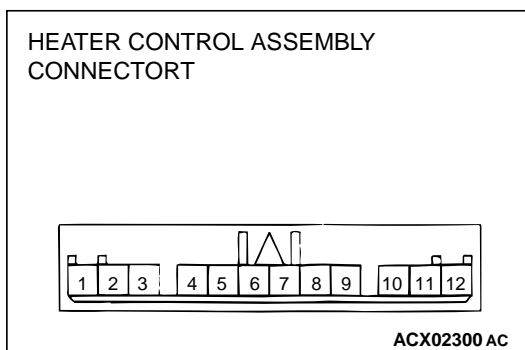 HEATER CONTROL ASSEMBLY
CONNECTORT
1 2 3 4 5 6 7 8 9 10 11 12
ACX02300 AC